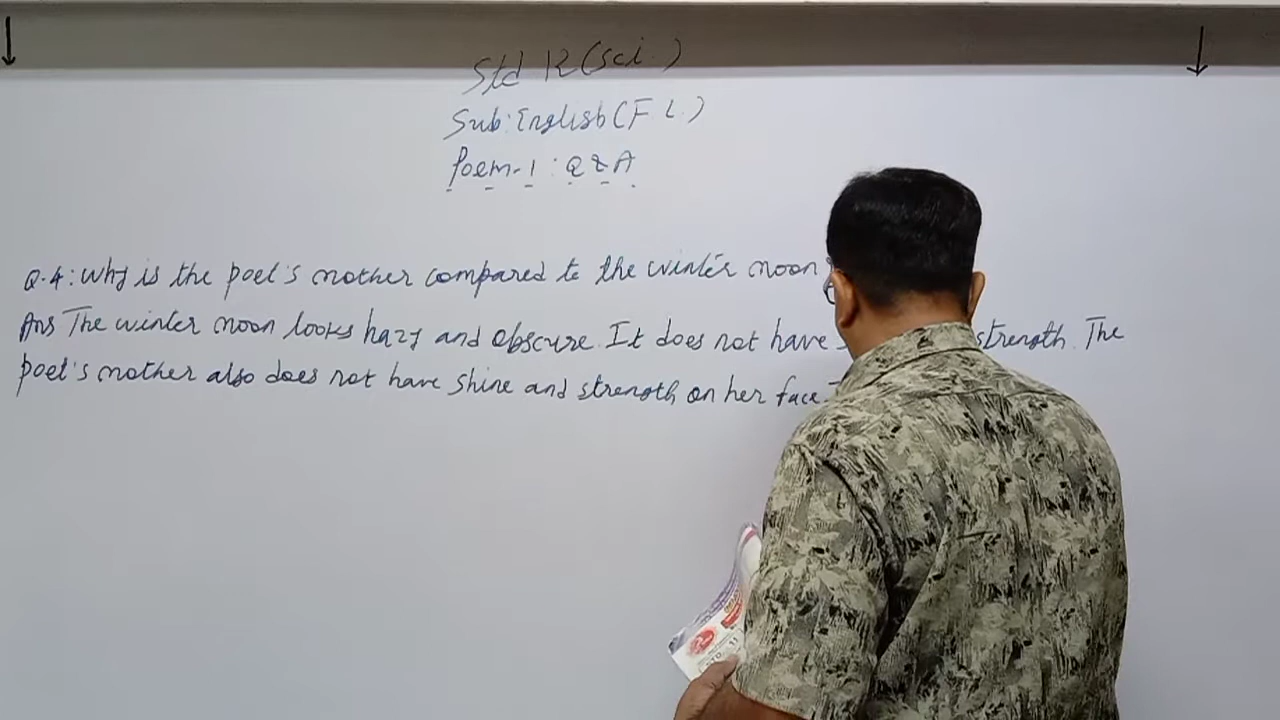 Std 12 (Sci.)
Sub: English (F L.)
Poem-1: Q & A
Q.4: Why is the poet's mother compared to the winter moon
Ans The winter moon looks hazy and obscure. It does not have strength. The
poet's mother also does not have shine and strength on her face
STD 11